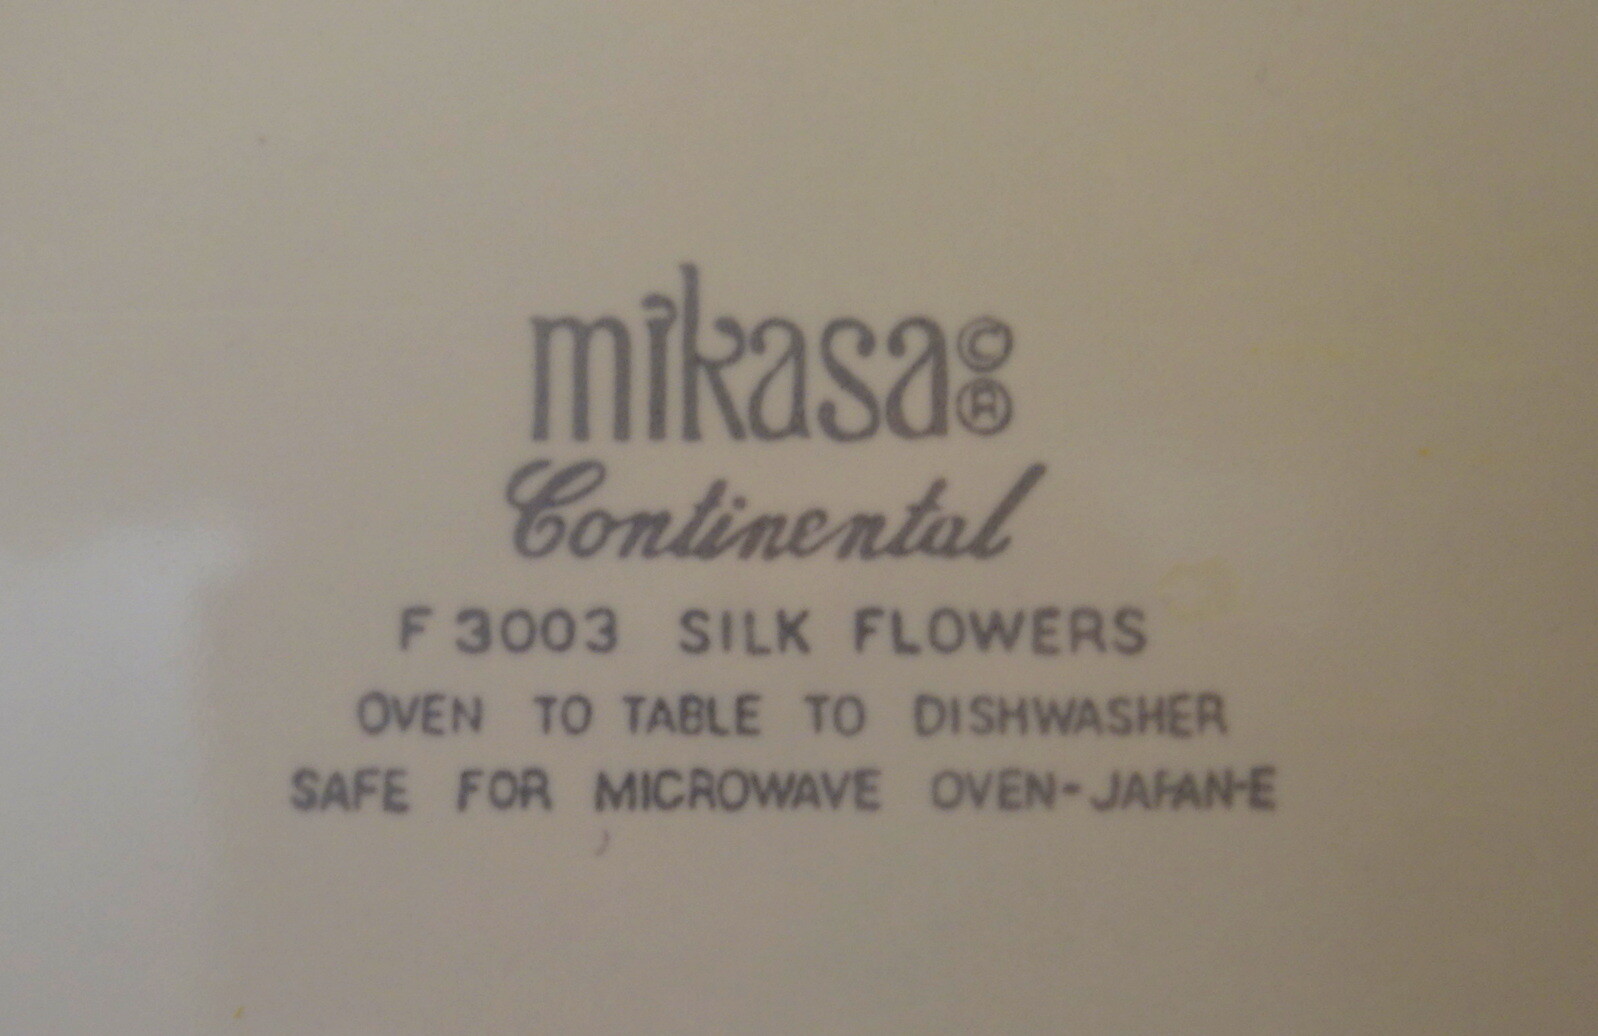 mikasa©®
Continental
F 3003 SILK FLOWERS
OVEN TO TABLE TO DISHWASHER
SAFE FOR MICROWAVE OVEN-JAPAN-E